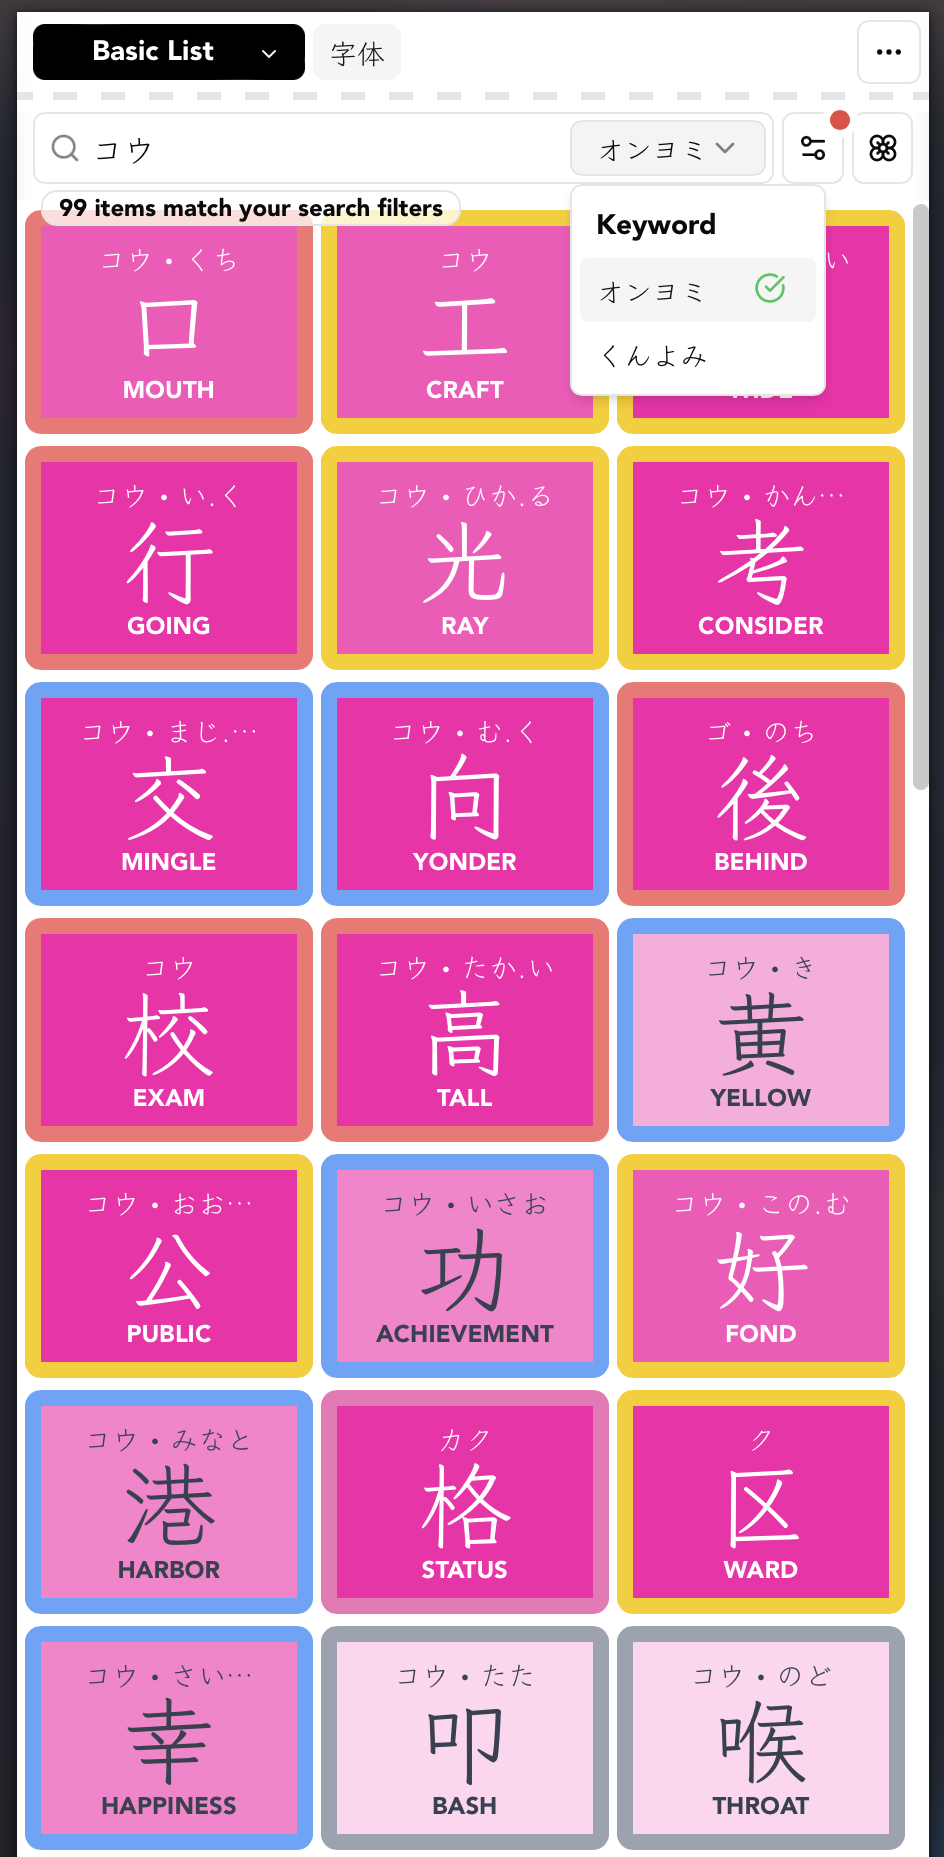 Basic List
字体
コウ
オンヨミ
99 items match your search filters
Keyword
オンヨミ
くんよみ
コウ・くち
口
MOUTH
コウ
工
CRAFT
い
コウ・い.く
行
GOING
コウ・ひか.る
光
RAY
コウ・かん…
考
CONSIDER
コウ・まじ.…
交
MINGLE
コウ・む.く
向
YONDER
ゴ・のち
後
BEHIND
コウ
校
EXAM
コウ・たか.い
高
TALL
コウ・き
黄
YELLOW
コウ・おお…
公
PUBLIC
コウ・いさお
功
ACHIEVEMENT
コウ・この.む
好
FOND
コウ・みなと
港
HARBOR
カク
格
STATUS
ク
区
WARD
コウ・さい…
幸
HAPPINESS
コウ・たた
叩
BASH
コウ・のど
喉
THROAT